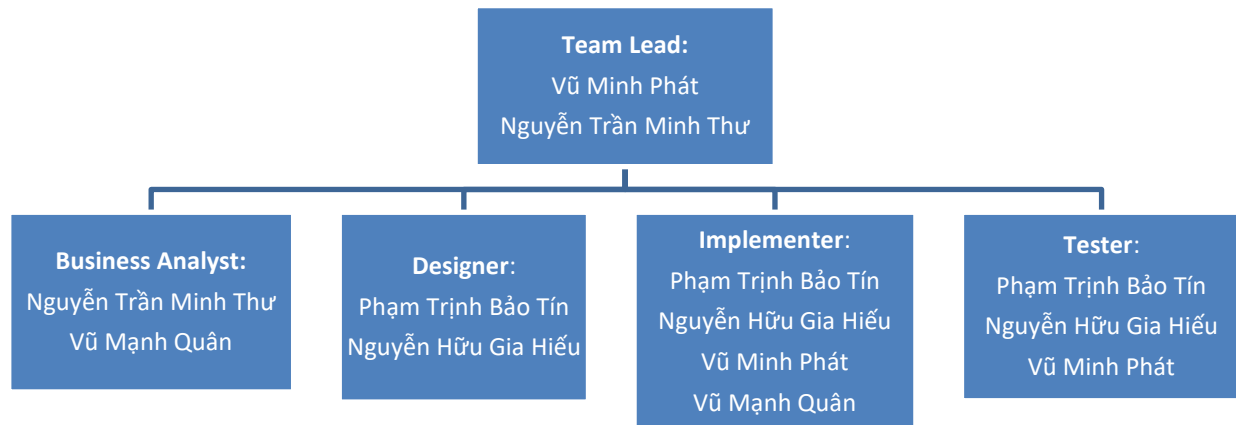 Team Lead:
Vũ Minh Phát
Nguyễn Trần Minh Thư
Business Analyst:
Nguyễn Trần Minh Thư
Vũ Mạnh Quân
Designer:
Phạm Trịnh Bảo Tín
Nguyễn Hữu Gia Hiếu
Implementer:
Phạm Trịnh Bảo Tín
Nguyễn Hữu Gia Hiếu
Vũ Minh Phát
Vũ Mạnh Quân
Tester:
Phạm Trịnh Bảo Tín
Nguyễn Hữu Gia Hiếu
Vũ Minh Phát